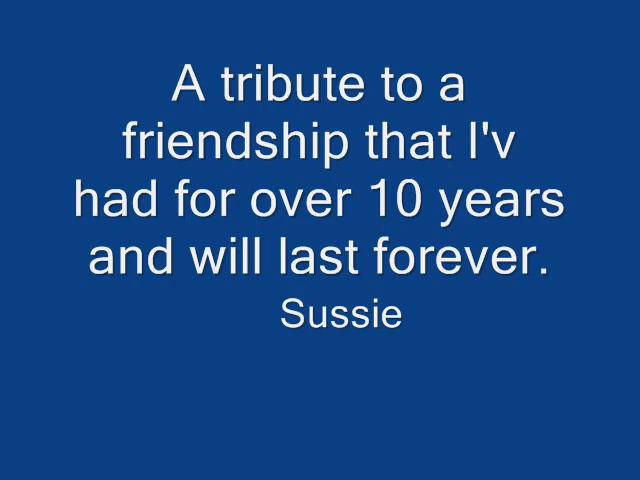 A tribute to a
friendship that I'v
had for over 10 years
and will last forever.
Sussie